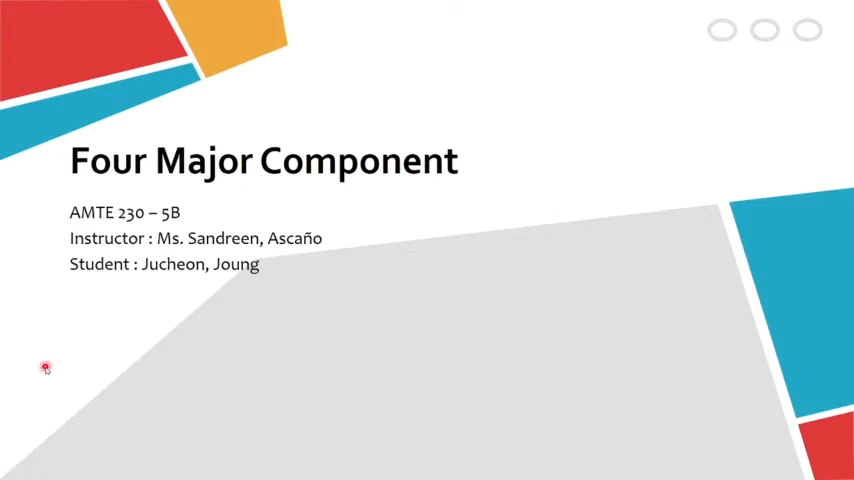 Four Major Component
AMTE 230 – 5B
Instructor : Ms. Sandreen, Ascaño
Student : Jucheon, Joung